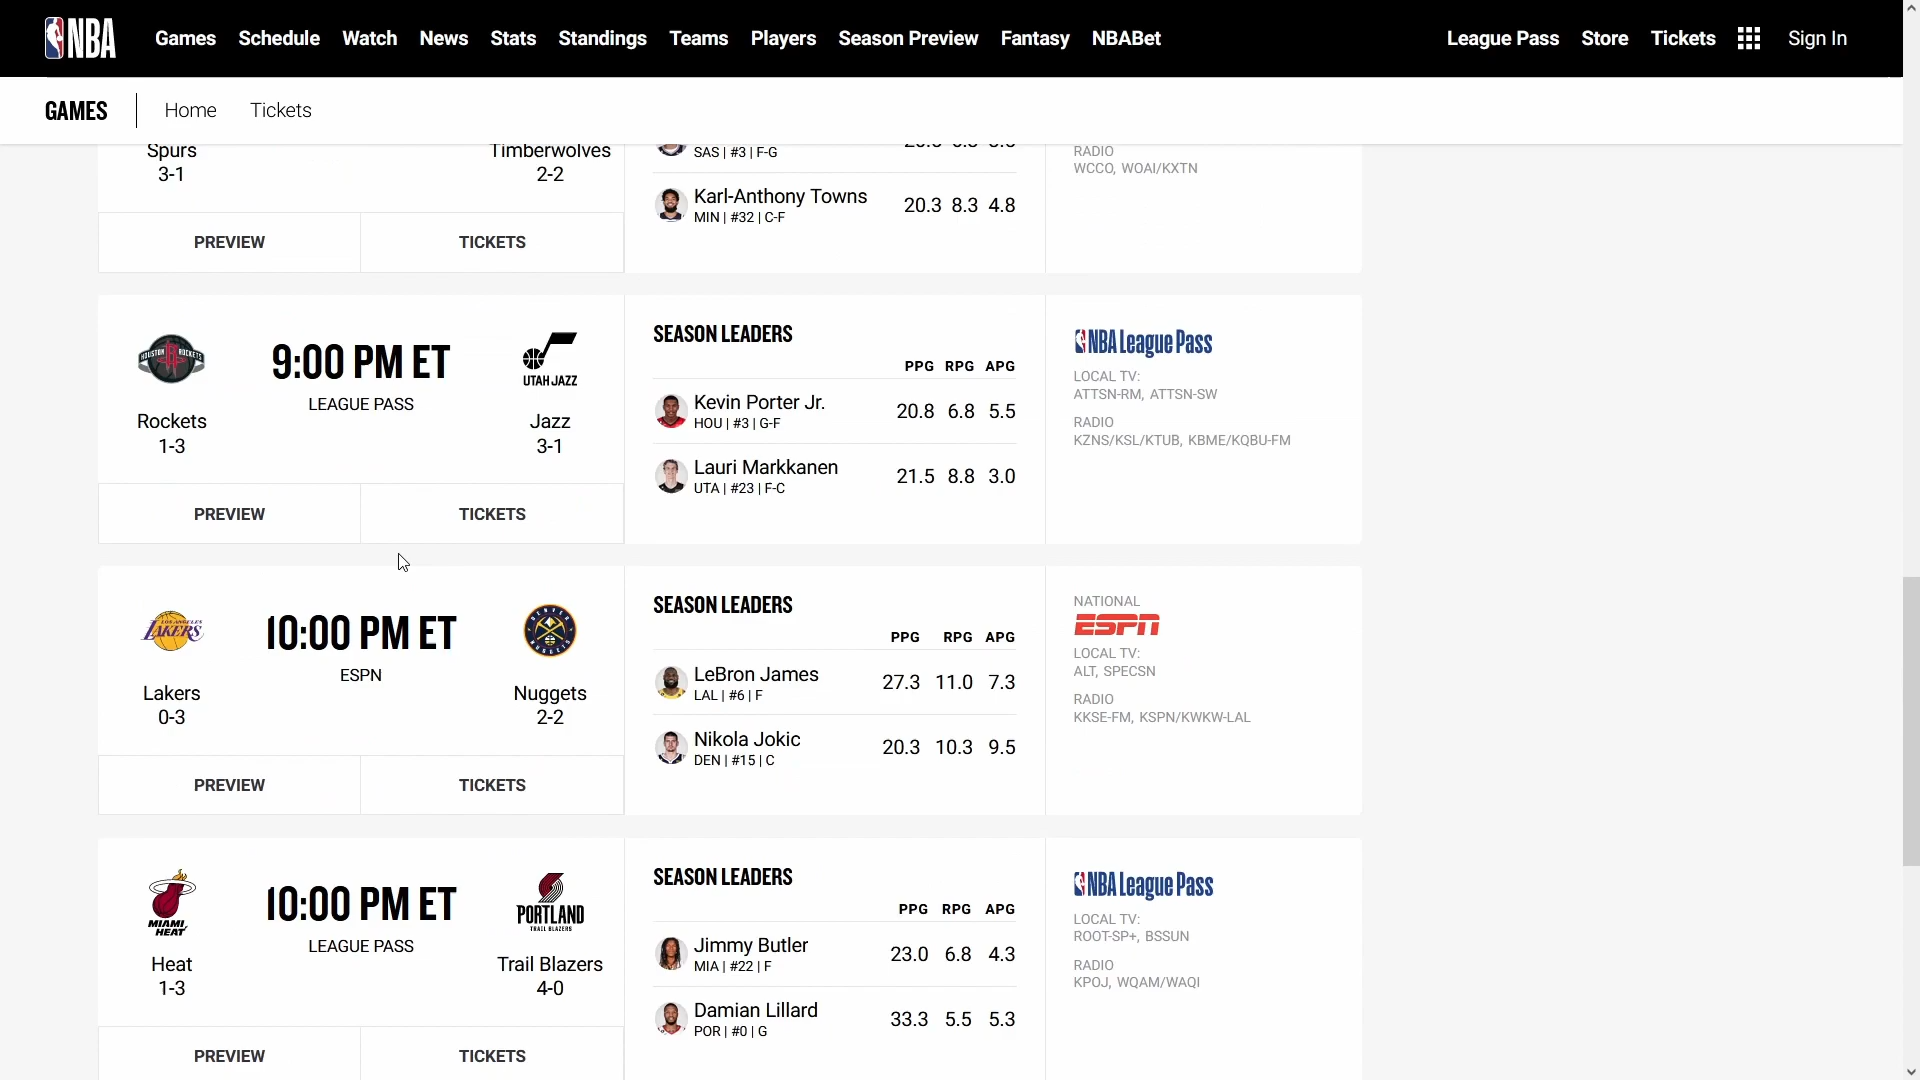 NBA
Games Schedule Watch News Stats Standings Teams Players Season Preview Fantasy NBABet League Pass Store Tickets Sign In
GAMES Home Tickets
Spurs
3-1
Timberwolves
2-2
SAS | #3 | F-G
Karl-Anthony Towns
MIN | #32 | C-F
20.3 8.3 4.8
RADIO
WCCO, WOAI/KXTN
PREVIEW TICKETS
HOUSTON ROCKETS
Rockets
1-3
9:00 PM ET
LEAGUE PASS
UTAH JAZZ
Jazz
3-1
PREVIEW TICKETS
SEASON LEADERS
PPG RPG APG
Kevin Porter Jr.
HOU | #3 | G-F
20.8 6.8 5.5
Lauri Markkanen
UTA | #23 | F-C
21.5 8.8 3.0
NBA League Pass
LOCAL TV:
ATTSN-RM, ATTSN-SW
RADIO
KZNS/KSL/KTUB, KBME/KQBU-FM
LOS ANGELES
LAKERS
Lakers
0-3
10:00 PM ET
ESPN
DENVER NUGGETS
Nuggets
2-2
PREVIEW TICKETS
SEASON LEADERS
PPG RPG APG
LeBron James
LAL | #6 | F
27.3 11.0 7.3
Nikola Jokic
DEN | #15 | C
20.3 10.3 9.5
NATIONAL
ESPN
LOCAL TV:
ALT, SPECSN
RADIO
KKSE-FM, KSPN/KWKW-LAL
MIAMI
HEAT
Heat
1-3
10:00 PM ET
LEAGUE PASS
PORTLAND
TRAIL BLAZERS
Trail Blazers
4-0
PREVIEW TICKETS
SEASON LEADERS
PPG RPG APG
Jimmy Butler
MIA | #22 | F
23.0 6.8 4.3
Damian Lillard
POR | #0 | G
33.3 5.5 5.3
NBA League Pass
LOCAL TV:
ROOT-SP+, BSSUN
RADIO
KPOJ, WQAM/WAQI